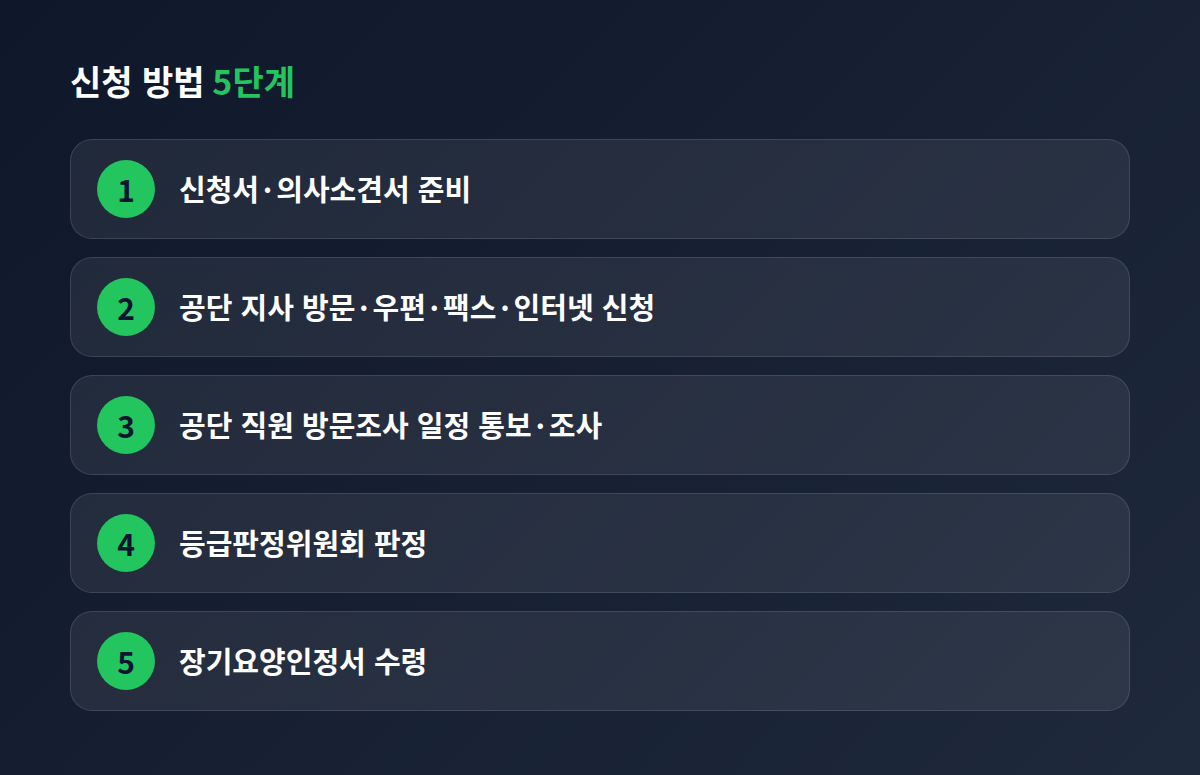 신청 방법 5단계
1 신청서·의사소견서 준비
2 공단 지사 방문·우편·팩스·인터넷 신청
3 공단 직원 방문조사 일정 통보·조사
4 등급판정위원회 판정
5 장기요양인정서 수령